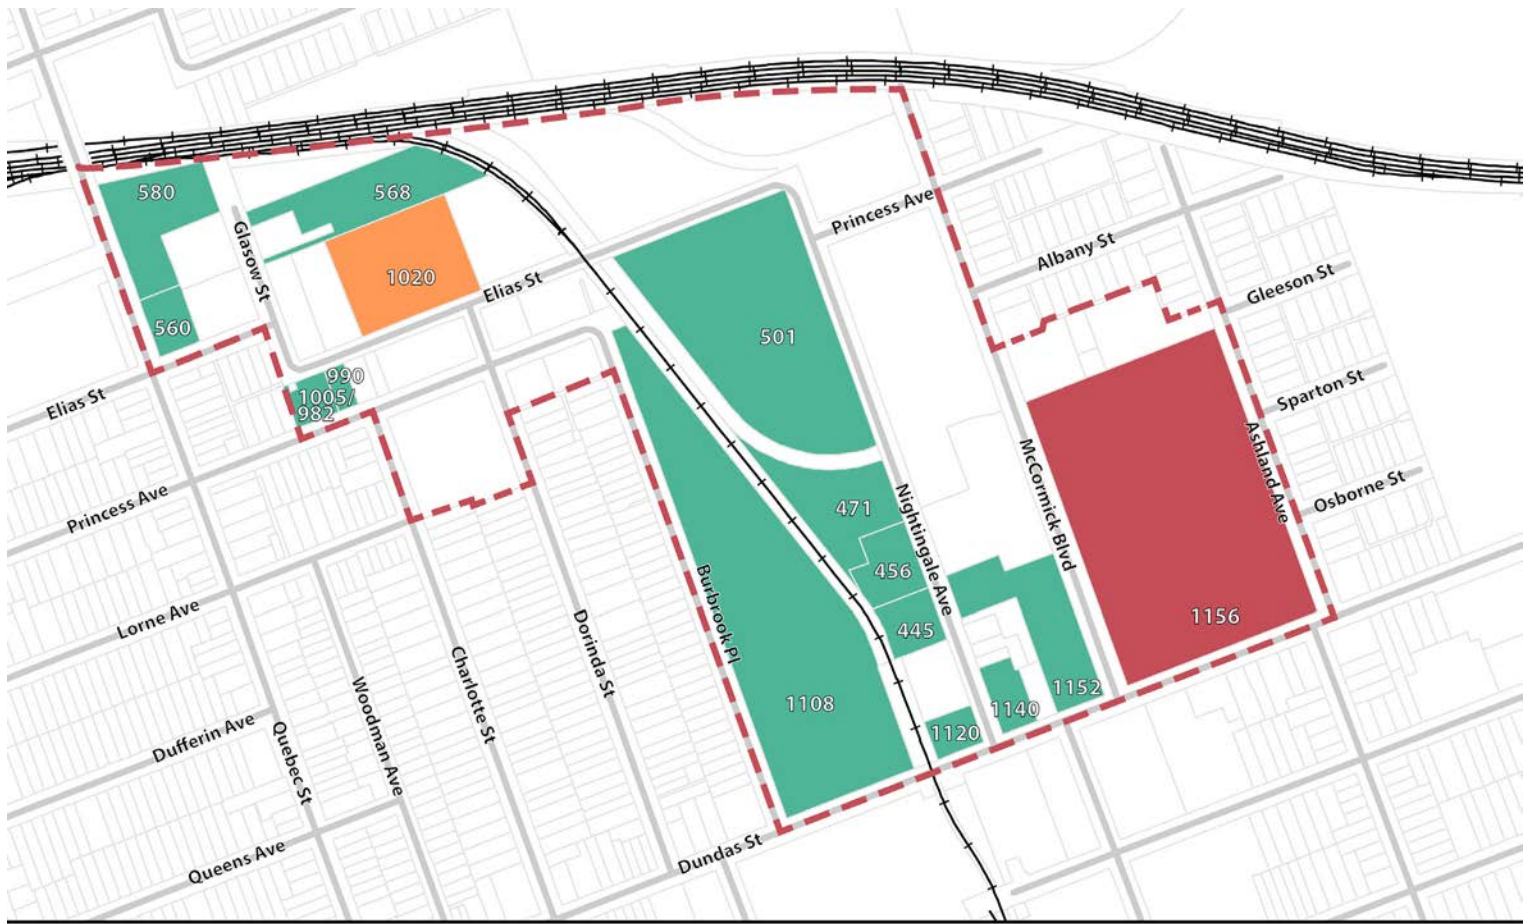 580
568
Glasow St
1020
Princess Ave
Albany St
Elias St
Gleeson St
560
501
990
1005/
982
Elias St
Sparton St
Ashland Ave
McCormick Blvd
Osborne St
Princess Ave
471
Nightingale Ave
456
Burbrook Pl
445
1156
Lorne Ave
Dorinda St
Charlotte St
Woodman Ave
1108
1152
1140
1120
Dufferin Ave
Quebec St
Queens Ave
Dundas St